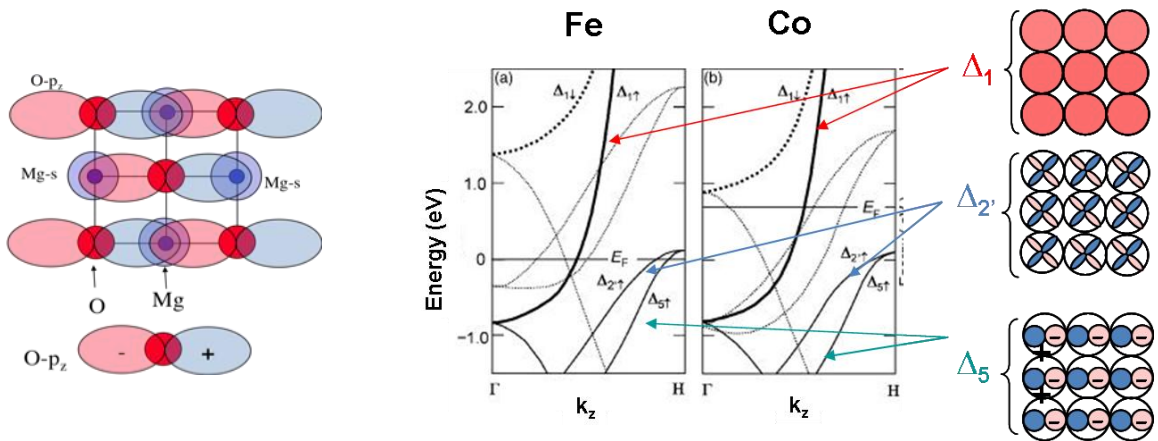 O-pz
Mg-s
Mg-s
O
Mg
O-pz
-
+
Fe
Co
Energy (eV)
(a)
Δ1↓
Δ1↑
2.0
1.0
0
EF
Δ2'↑
Δ5↑
−1.0
Γ
H
kz
(b)
Δ1↓
Δ1↑
EF
Δ2'↑
Δ5↑
Γ
H
kz
Δ1
Δ2'
Δ5
- - -
+
- - -
+
- - -